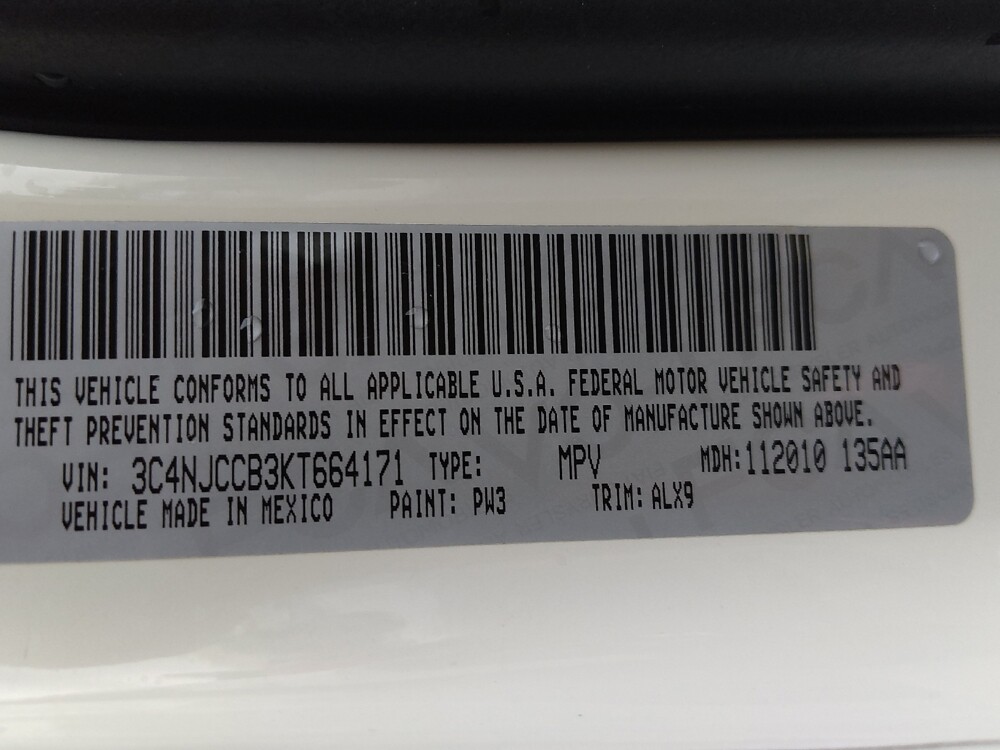 THIS VEHICLE CONFORMS TO ALL APPLICABLE U.S.A. FEDERAL MOTOR VEHICLE SAFETY AND
THEFT PREVENTION STANDARDS IN EFFECT ON THE DATE OF MANUFACTURE SHOWN ABOVE.
VIN: 3C4NJCCB3KT664171 TYPE: MPV MDH: 112010 135AA
VEHICLE MADE IN MEXICO PAINT: PW3 TRIM: ALX9